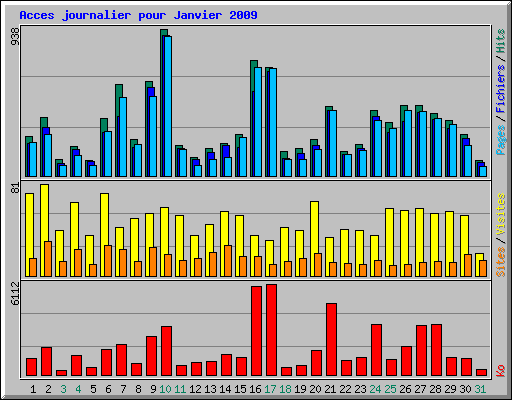 Acces journalier pour Janvier 2009
938
Pages / Fichiers / Hits
81
Sites / Visites
6112
Ko
1 2 3 4 5 6 7 8 9 10 11 12 13 14 15 16 17 18 19 20 21 22 23 24 25 26 27 28 29 30 31